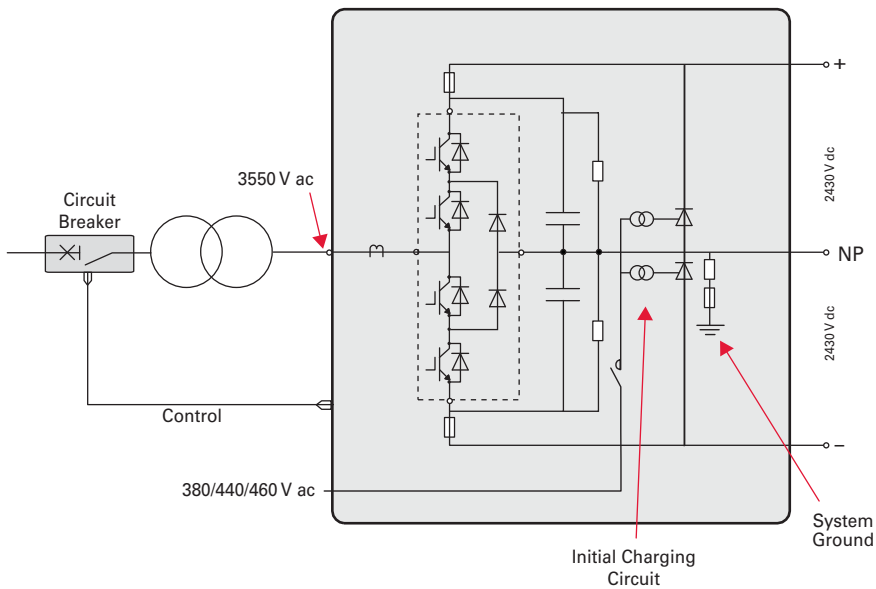 +
2430 V dc
3550 V ac
Circuit
Breaker
NP
2430 V dc
Control
−
380/440/460 V ac
System
Ground
Initial Charging
Circuit